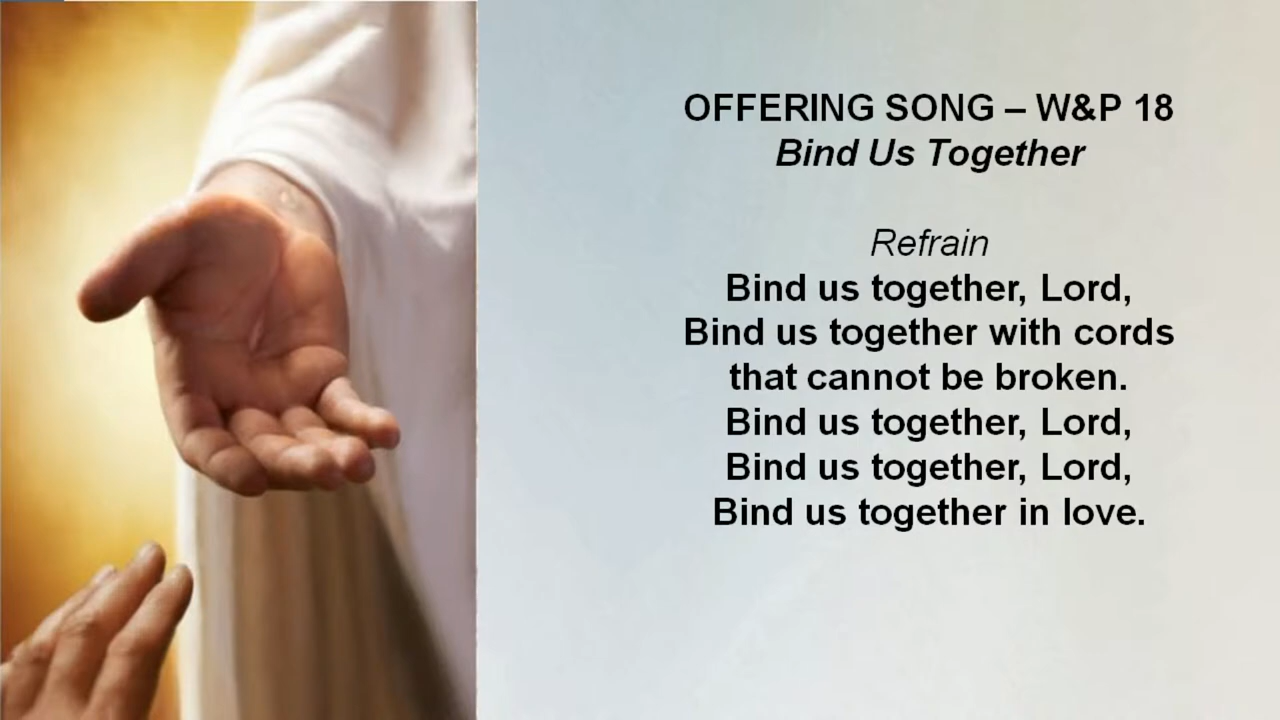 OFFERING SONG – W&P 18
Bind Us Together
Refrain
Bind us together, Lord,
Bind us together with cords
that cannot be broken.
Bind us together, Lord,
Bind us together, Lord,
Bind us together in love.